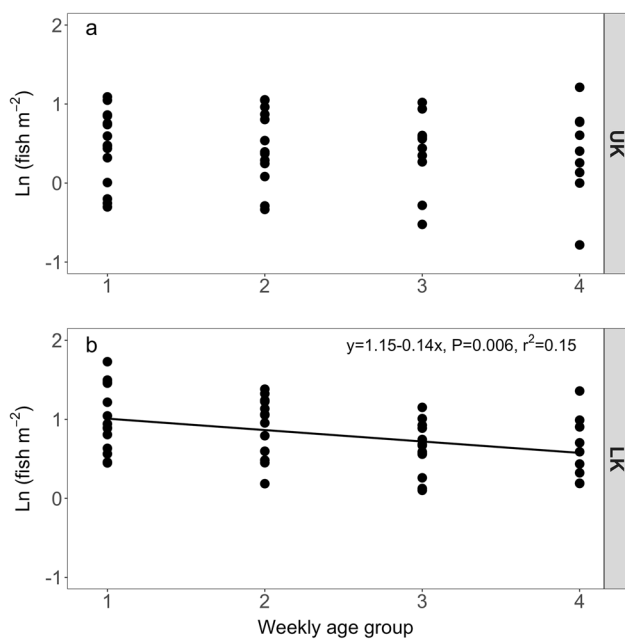 a
Ln (fish m⁻²)
1
0
-1
1
2
3
4
UK
b
y=1.15-0.14x, P=0.006, r²=0.15
Ln (fish m⁻²)
2
1
0
-1
1
2
3
4
LK
Weekly age group